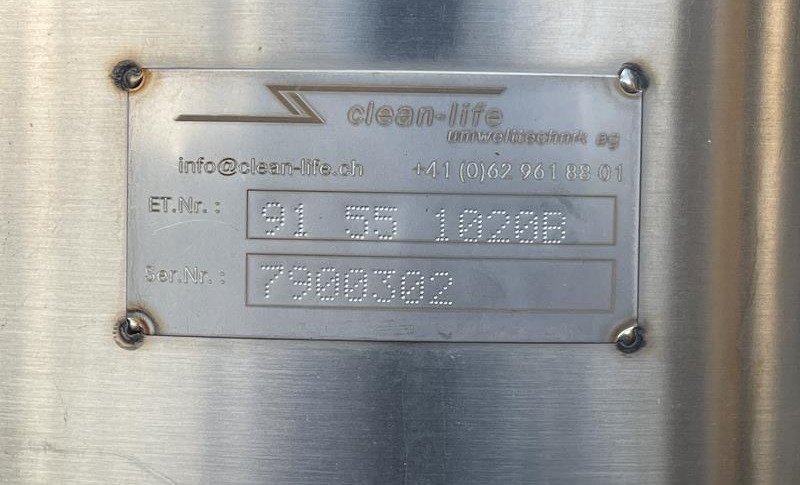 clean-life
umwelttechnik ag
info@clean-life.ch +41 (0)62 961 88 01
ET.Nr.: 91 55 1020B
Ser.Nr.: 7900302